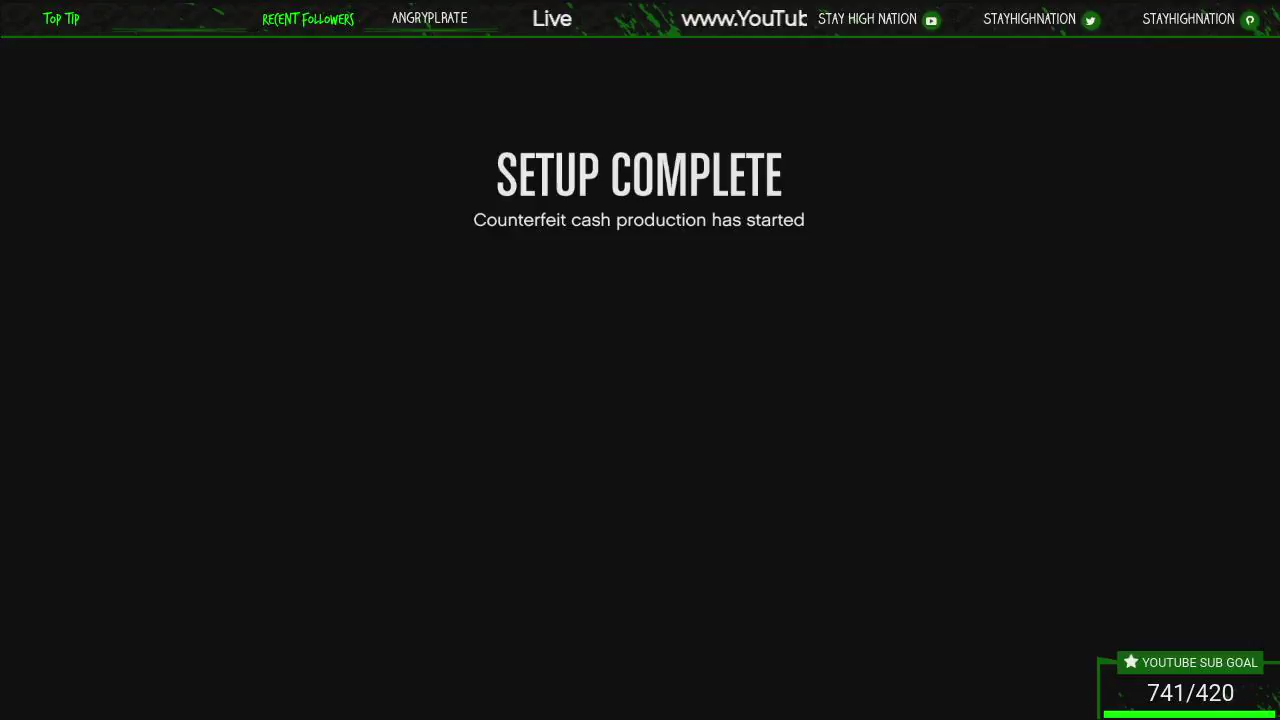 Top Tip
Recent Followers
ANGRYPLRATE
Live
www.YouTub
STAY HIGH NATION
STAYHIGHNATION
STAYHIGHNATION
SETUP COMPLETE
Counterfeit cash production has started
YOUTUBE SUB GOAL
741/420